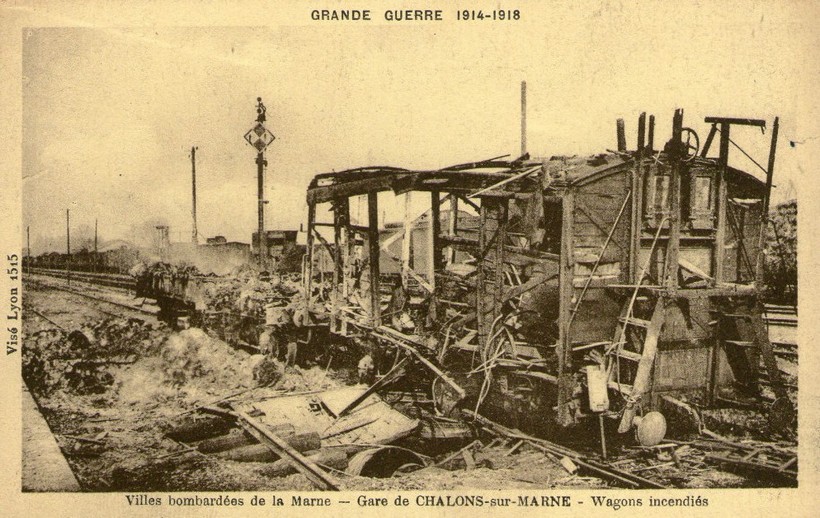 GRANDE GUERRE 1914-1918
Visé Lyon 1515
Villes bombardées de la Marne — Gare de CHALONS-sur-MARNE - Wagons incendiés